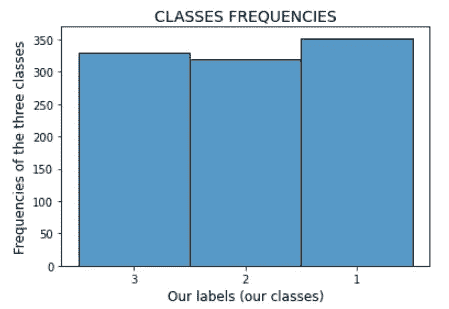 CLASSES FREQUENCIES
Frequencies of the three classes
350
300
250
200
150
100
50
0
3 2 1
Our labels (our classes)